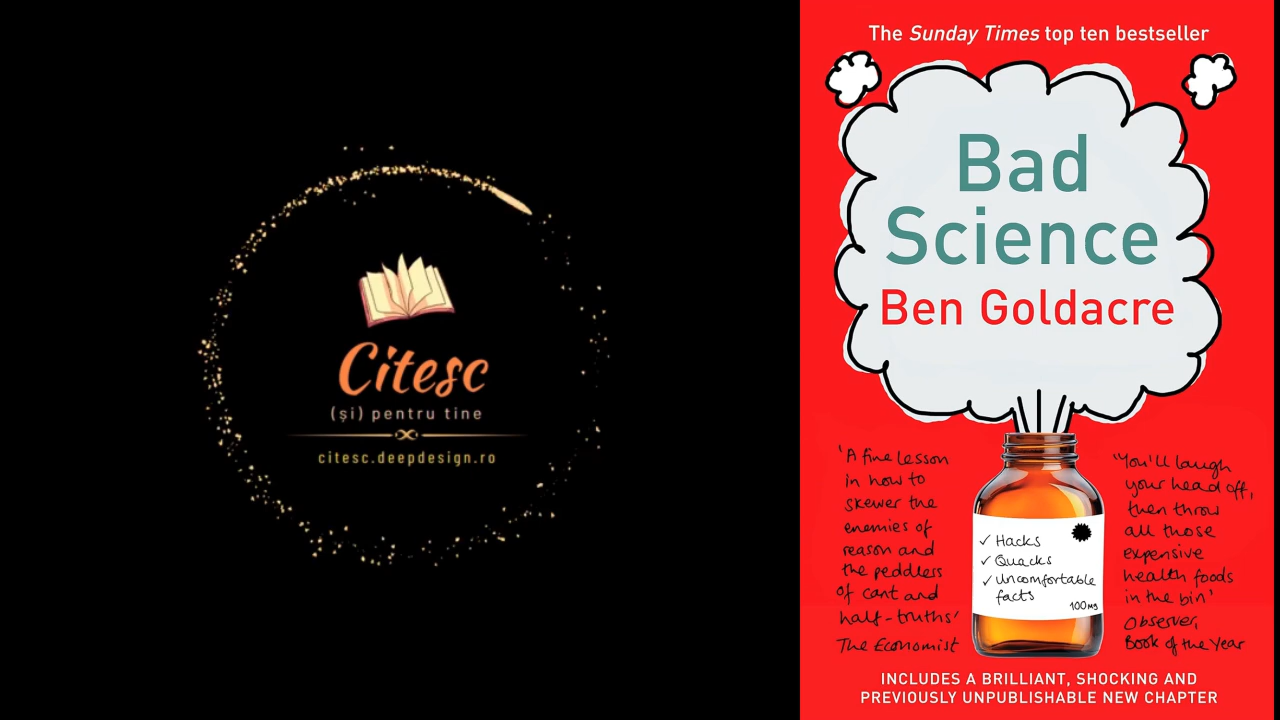 Citesc
(și) pentru tine
citesc.deepdesign.ro
The Sunday Times top ten bestseller
Bad
Science
Ben Goldacre
'A fine lesson
in how to
skewer the
enemies of
reason and
the peddlers
of cant and
half-truths'
The Economist
✓ Hacks
✓ Quacks
✓ Uncomfortable
facts
100mg
'You'll laugh
your head off,
then throw
all those
expensive
health foods
in the bin'
Observer,
Book of the Year
INCLUDES A BRILLIANT, SHOCKING AND
PREVIOUSLY UNPUBLISHABLE NEW CHAPTER